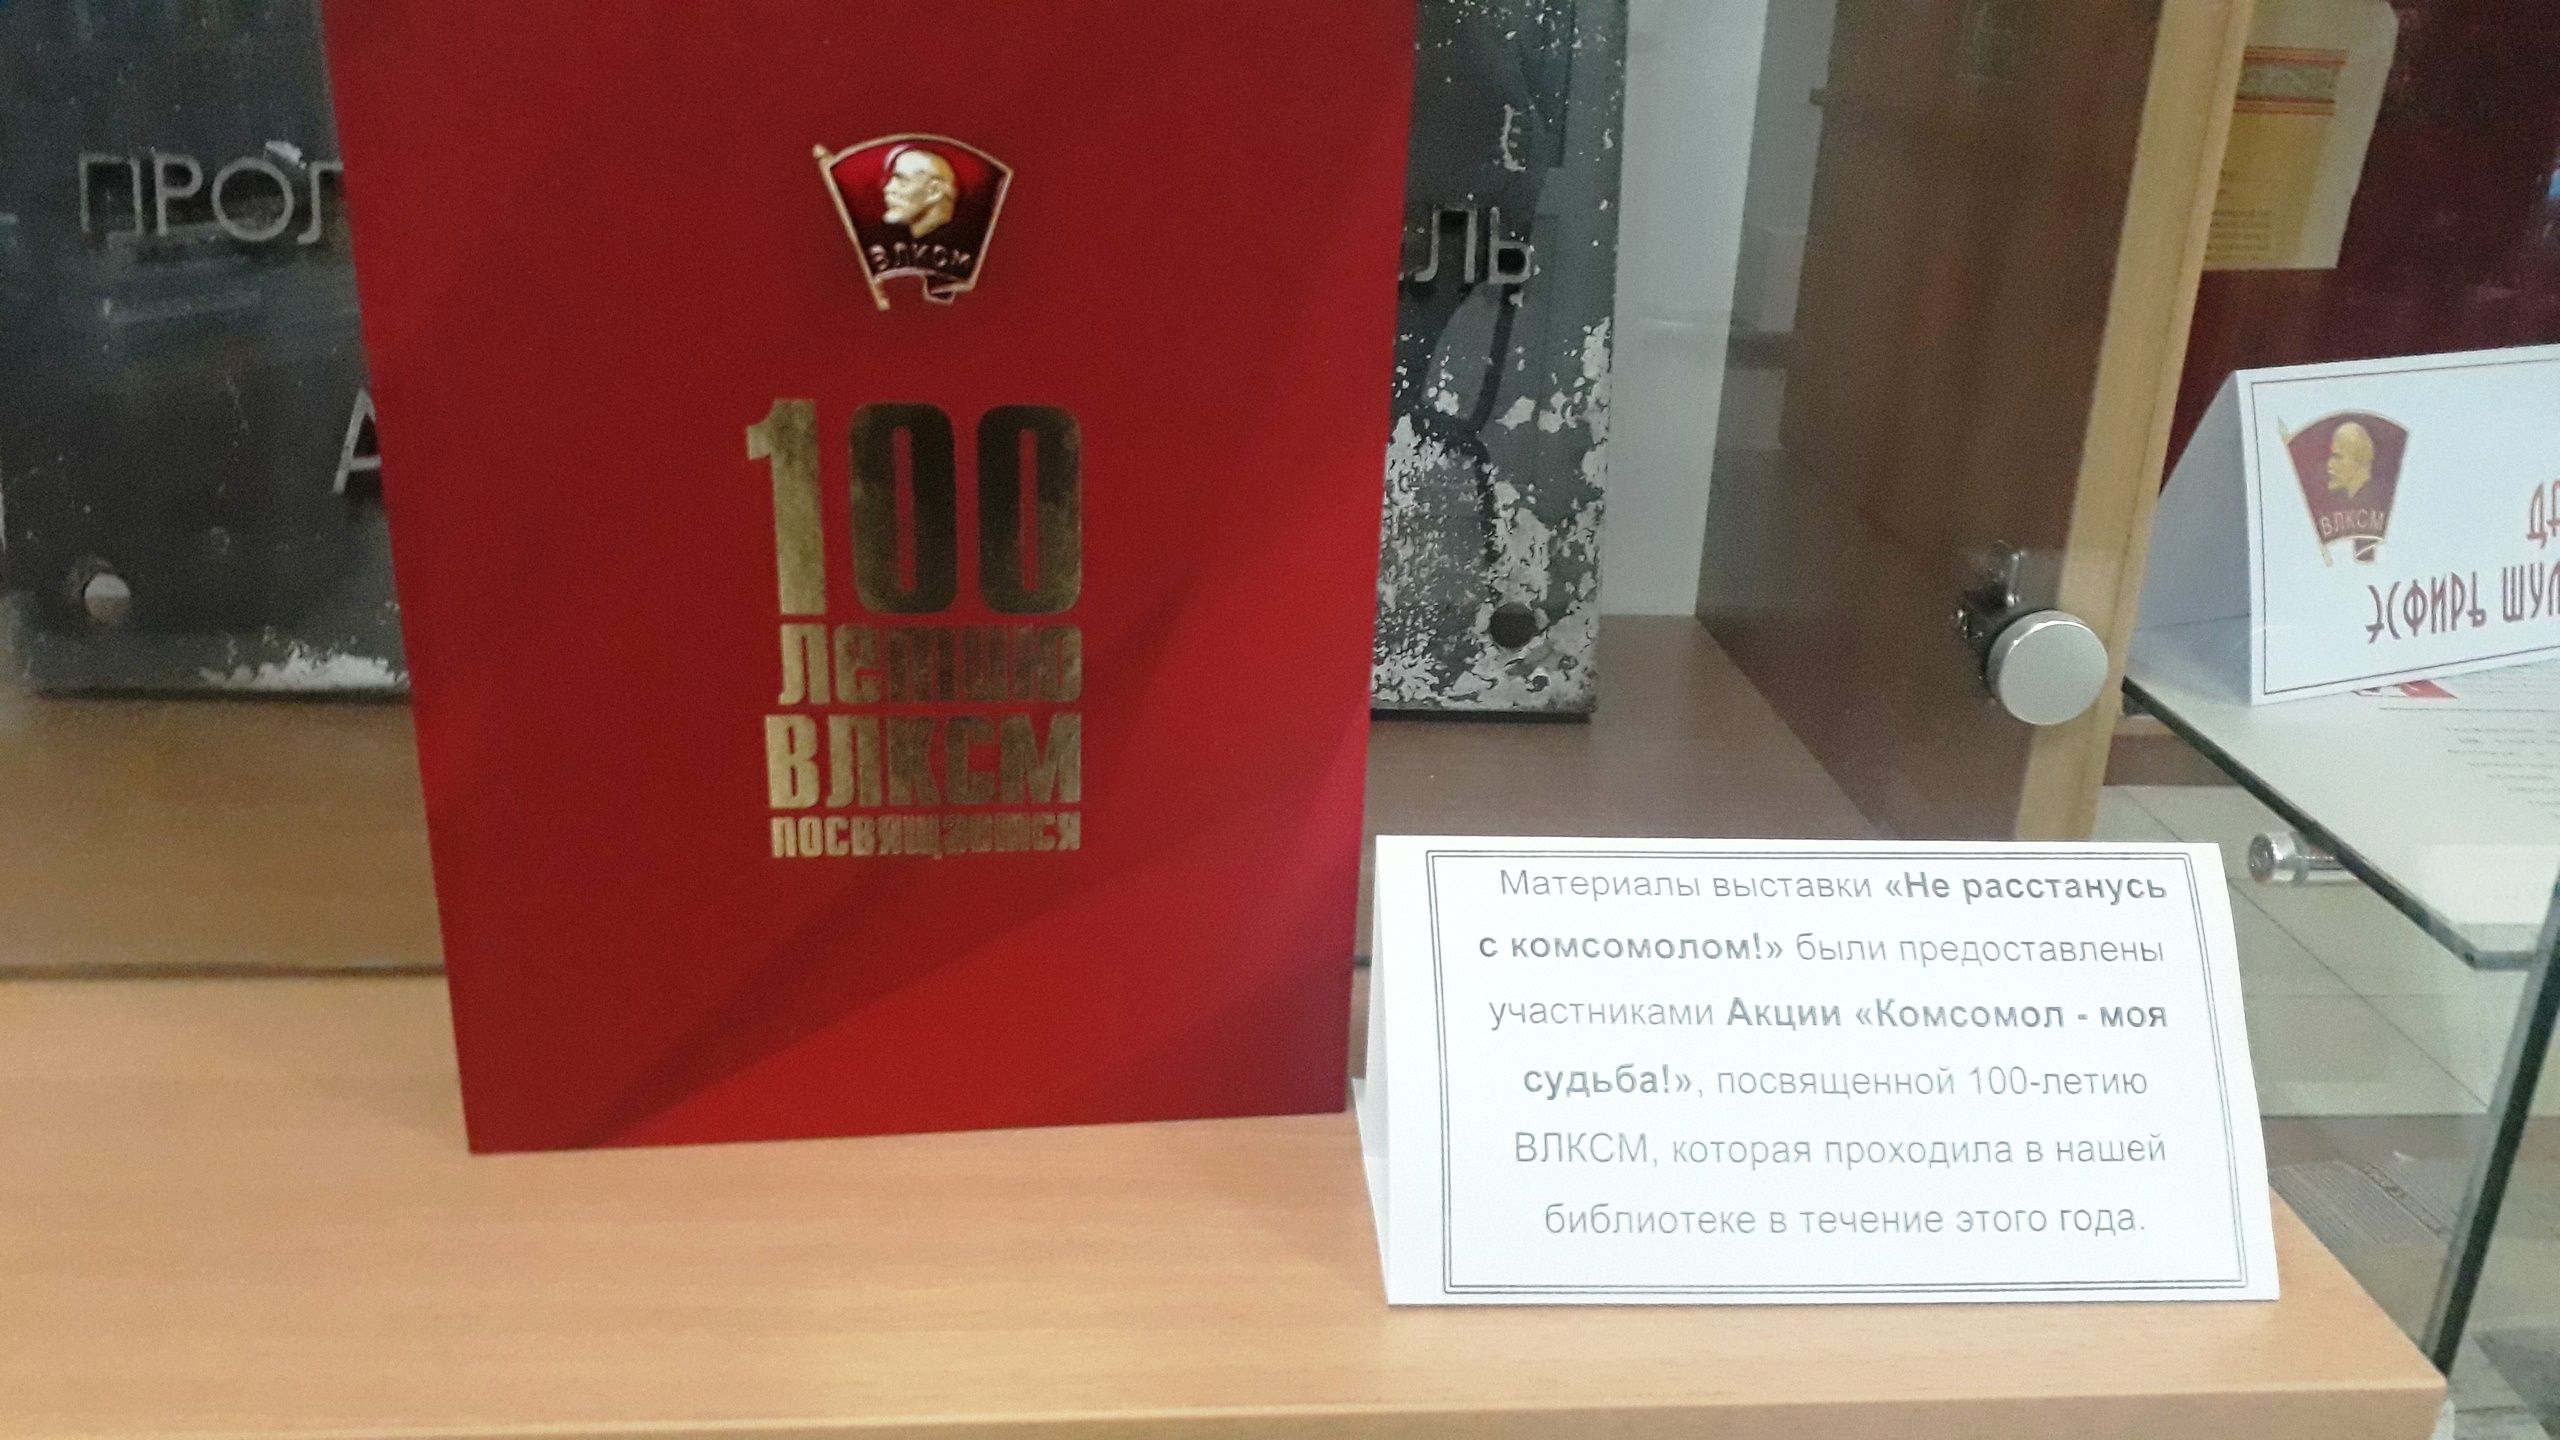 ВЛКСМ
100
летию
ВЛКСМ
посвящается
Материалы выставки «Не расстанусь
с комсомолом!» были предоставлены
участниками Акции «Комсомол - моя
судьба!», посвященной 100-летию
ВЛКСМ, которая проходила в нашей
библиотеке в течение этого года.
ВЛКСМ
ЭСФИРЬ